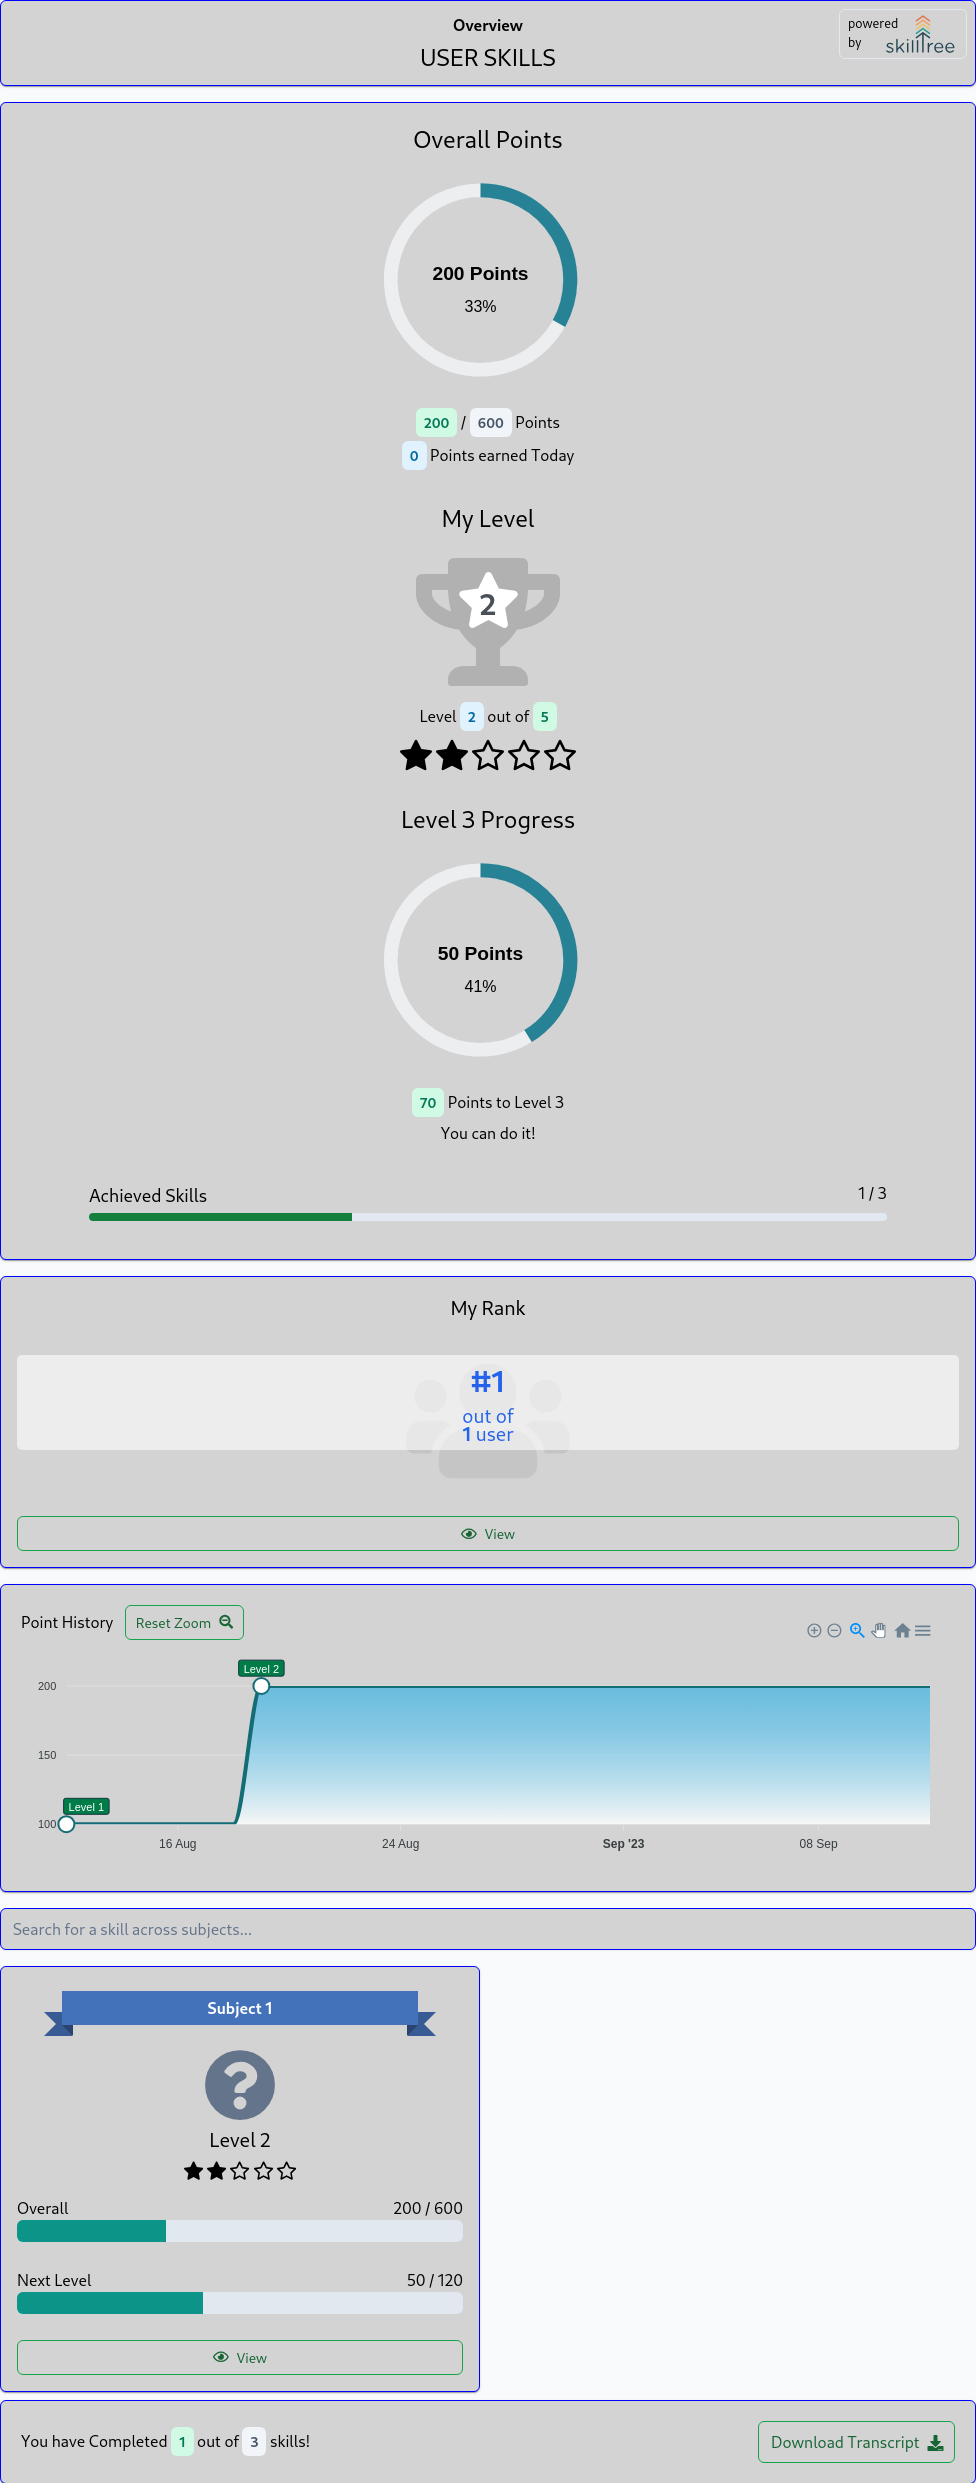 Overview
USER SKILLS
powered
by
skilltree
Overall Points
200 Points
33%
200 / 600 Points
0 Points earned Today
My Level
2
Level 2 out of 5
Level 3 Progress
50 Points
41%
70 Points to Level 3
You can do it!
Achieved Skills 1 / 3
My Rank
#1
out of
1 user
View
Point History Reset Zoom
Level 2
200
150
Level 1
100
16 Aug 24 Aug Sep '23 08 Sep
Search for a skill across subjects...
Subject 1
Level 2
Overall 200 / 600
Next Level 50 / 120
View
You have Completed 1 out of 3 skills! Download Transcript